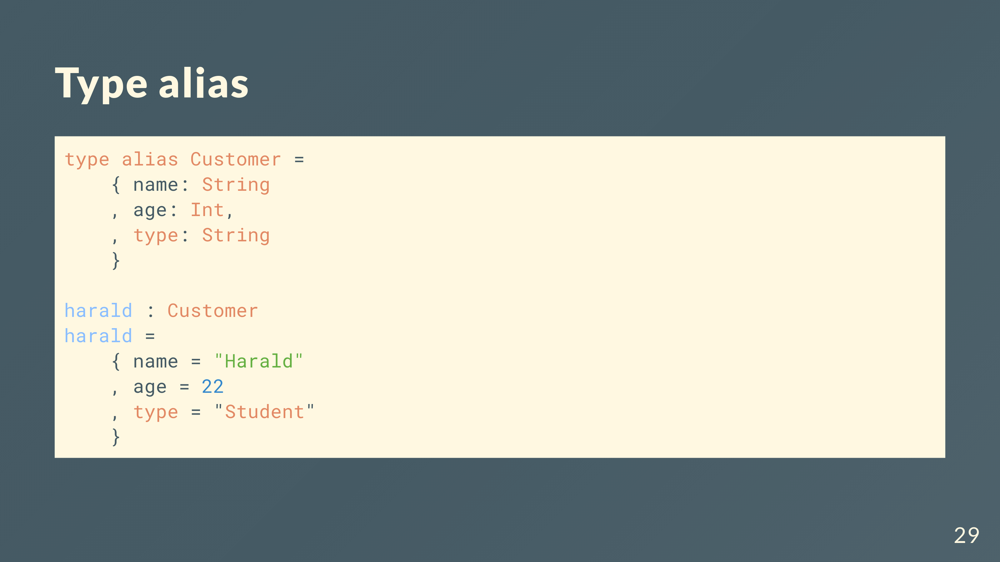 Type alias
type alias Customer =
    { name: String
    , age: Int,
    , type: String
    }
harald : Customer
harald =
    { name = "Harald"
    , age = 22
    , type = "Student"
    }
29